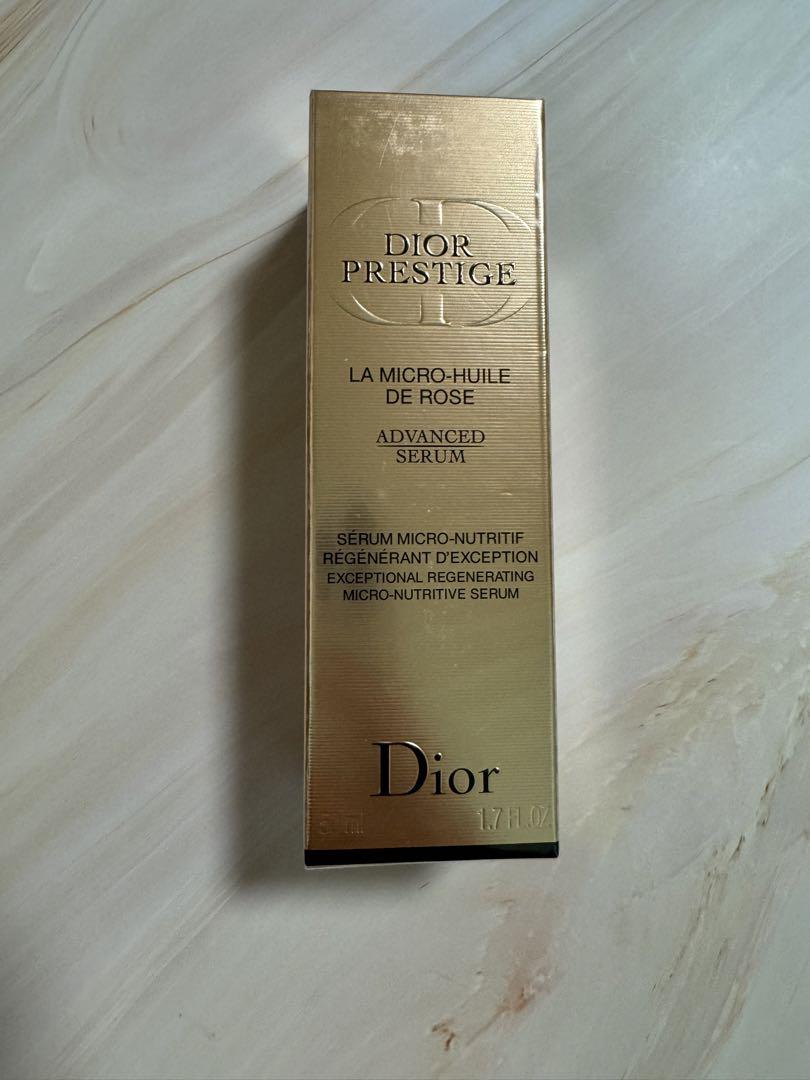 DIOR
PRESTIGE
LA MICRO-HUILE
DE ROSE
ADVANCED
SERUM
SÉRUM MICRO-NUTRITIF
RÉGÉNÉRANT D'EXCEPTION
EXCEPTIONAL REGENERATING
MICRO-NUTRITIVE SERUM
Dior
ml 1.7 FL.OZ